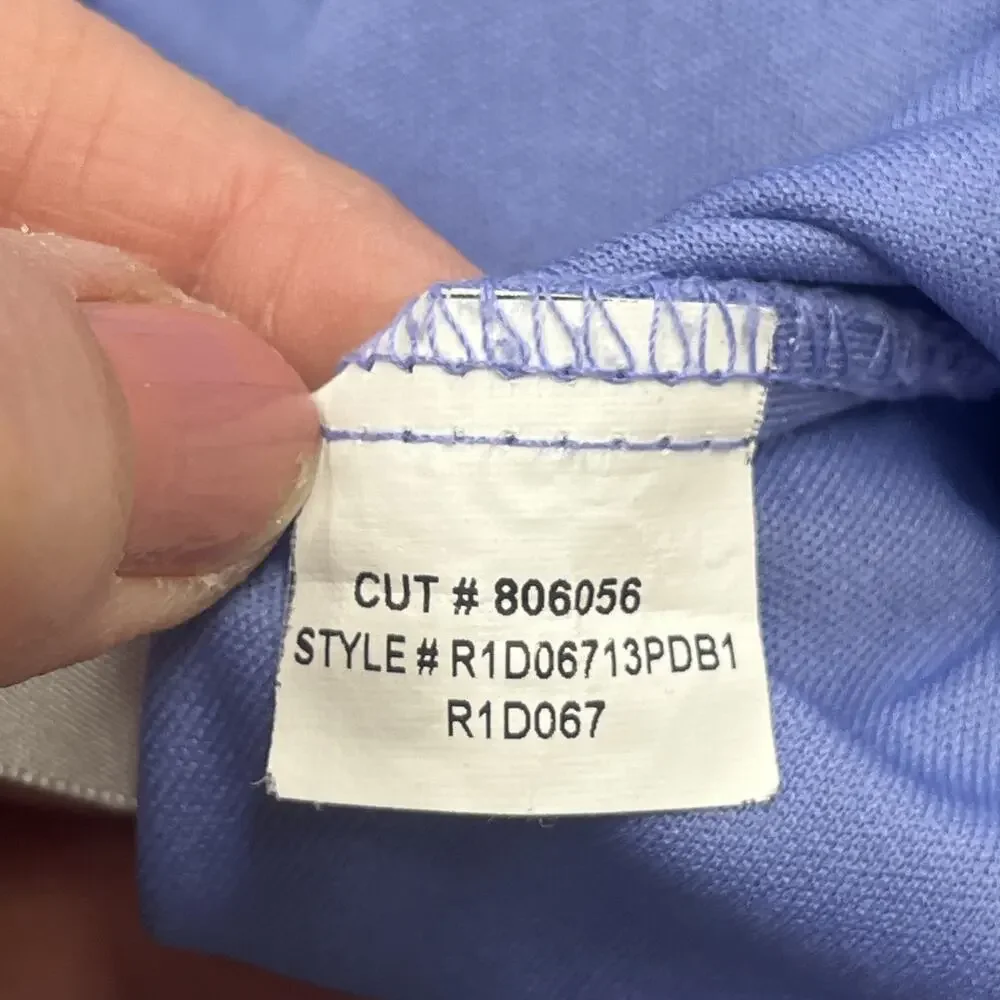 CUT # 806056
STYLE # R1D06713PDB1
R1D067